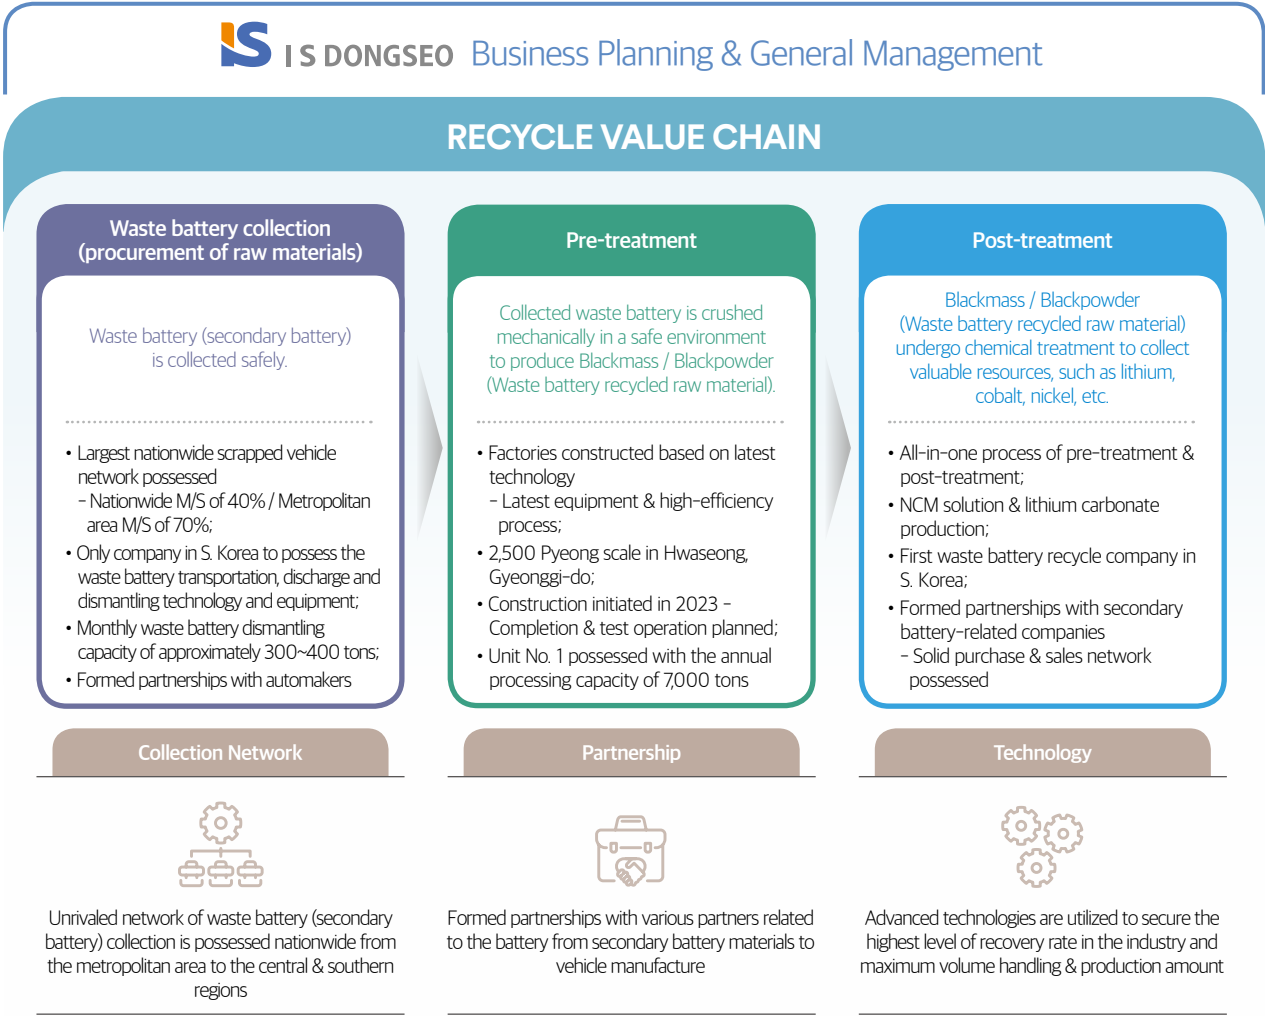 IS I S DONGSEO Business Planning & General Management
RECYCLE VALUE CHAIN
Waste battery collection
(procurement of raw materials)
Waste battery (secondary battery)
is collected safely.
• Largest nationwide scrapped vehicle
network possessed
- Nationwide M/S of 40% / Metropolitan
area M/S of 70%;
• Only company in S. Korea to possess the
waste battery transportation, discharge and
dismantling technology and equipment;
• Monthly waste battery dismantling
capacity of approximately 300~400 tons;
• Formed partnerships with automakers
Pre-treatment
Collected waste battery is crushed
mechanically in a safe environment
to produce Blackmass / Blackpowder
(Waste battery recycled raw material).
• Factories constructed based on latest
technology
- Latest equipment & high-efficiency
process;
• 2,500 Pyeong scale in Hwaseong,
Gyeonggi-do;
• Construction initiated in 2023 -
Completion & test operation planned;
• Unit No. 1 possessed with the annual
processing capacity of 7,000 tons
Post-treatment
Blackmass / Blackpowder
(Waste battery recycled raw material)
undergo chemical treatment to collect
valuable resources, such as lithium,
cobalt, nickel, etc.
• All-in-one process of pre-treatment &
post-treatment;
• NCM solution & lithium carbonate
production;
• First waste battery recycle company in
S. Korea;
• Formed partnerships with secondary
battery-related companies
- Solid purchase & sales network
possessed
Collection Network
Unrivaled network of waste battery (secondary
battery) collection is possessed nationwide from
the metropolitan area to the central & southern
regions
Partnership
Formed partnerships with various partners related
to the battery from secondary battery materials to
vehicle manufacture
Technology
Advanced technologies are utilized to secure the
highest level of recovery rate in the industry and
maximum volume handling & production amount